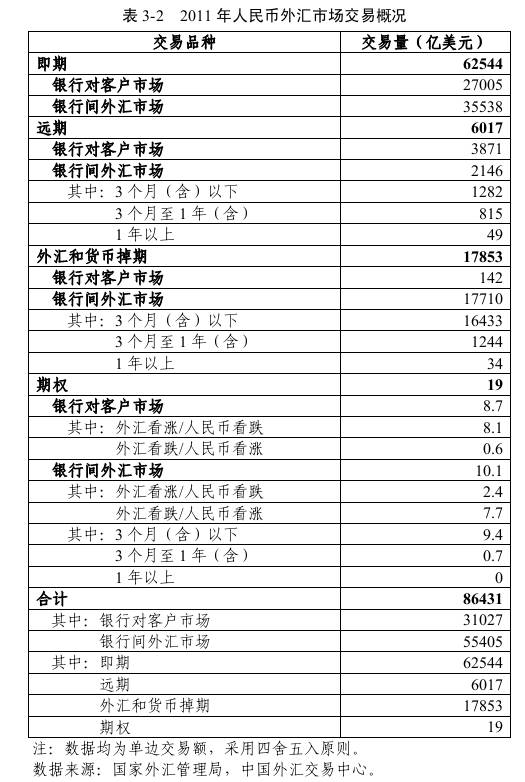 表 3-2 2011 年人民币外汇市场交易概况
交易品种 交易量（亿美元）
即期 62544
银行对客户市场 27005
银行间外汇市场 35538
远期 6017
银行对客户市场 3871
银行间外汇市场 2146
其中：3 个月（含）以下 1282
3 个月至 1 年（含） 815
1 年以上 49
外汇和货币掉期 17853
银行对客户市场 142
银行间外汇市场 17710
其中：3 个月（含）以下 16433
3 个月至 1 年（含） 1244
1 年以上 34
期权 19
银行对客户市场 8.7
其中：外汇看涨/人民币看跌 8.1
外汇看跌/人民币看涨 0.6
银行间外汇市场 10.1
其中：外汇看涨/人民币看跌 2.4
外汇看跌/人民币看涨 7.7
其中：3 个月（含）以下 9.4
3 个月至 1 年（含） 0.7
1 年以上 0
合计 86431
其中：银行对客户市场 31027
银行间外汇市场 55405
其中：即期 62544
远期 6017
外汇和货币掉期 17853
期权 19
注：数据均为单边交易额，采用四舍五入原则。
数据来源：国家外汇管理局，中国外汇交易中心。